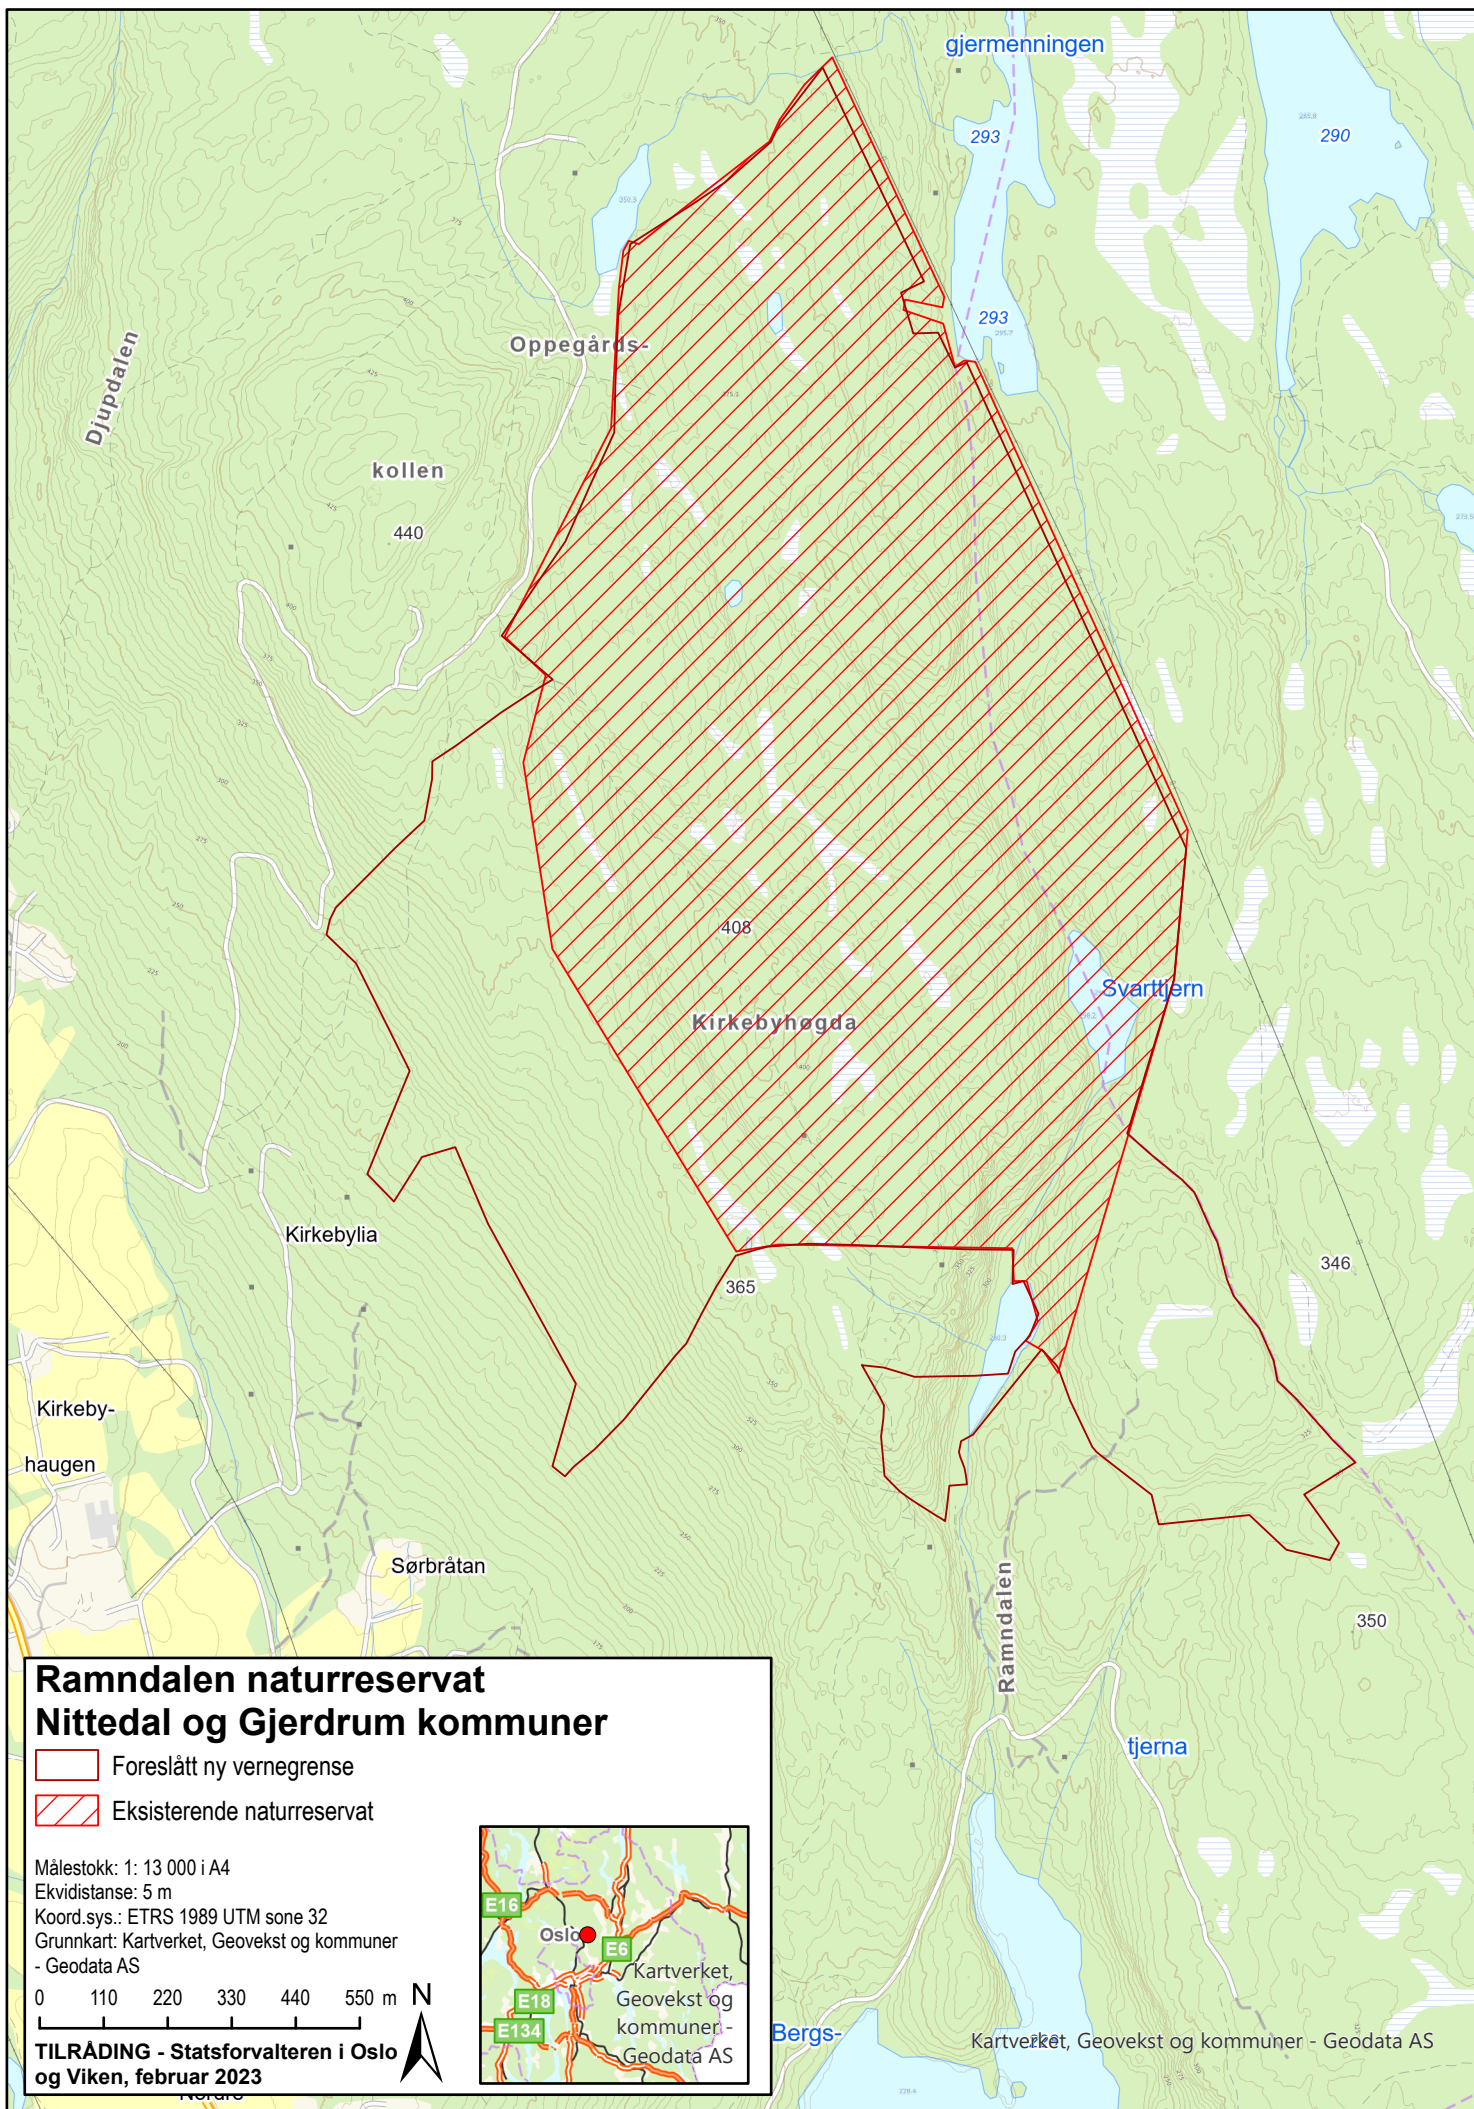 gjermenningen
293
290
293
Oppegårds-
Djupdalen
kollen
440
408
Svarttjern
Kirkebyhøgda
Kirkebylia
346
365
Kirkeby-
haugen
Sørbråtan
Ramndalen
350
tjerna
Bergs-
Ramndalen naturreservat
Nittedal og Gjerdrum kommuner
Foreslått ny vernegrense
Eksisterende naturreservat
Målestokk: 1: 13 000 i A4
Ekvidistanse: 5 m
Koord.sys.: ETRS 1989 UTM sone 32
Grunnkart: Kartverket, Geovekst og kommuner
- Geodata AS
0 110 220 330 440 550 m
N
TILRÅDING - Statsforvalteren i Oslo
og Viken, februar 2023
E16
Oslo
E6
E18
E134
Kartverket,
Geovekst og
kommuner -
Geodata AS
Kartverket, Geovekst og kommuner - Geodata AS